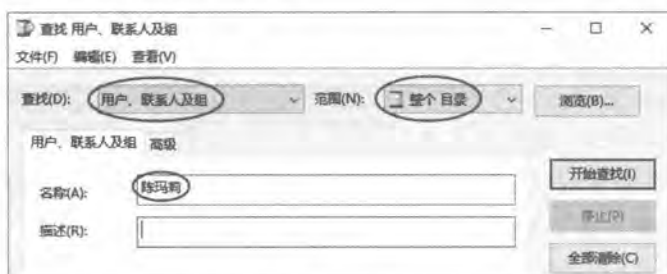 查找 用户、联系人及组
文件(F) 编辑(E) 查看(V)
查找(D): 用户、联系人及组 范围(N): 整个 目录 浏览(B)...
用户、联系人及组 高级
开始查找(I)
名称(A): 陈玛莉
停止(P)
描述(R):
全部清除(C)